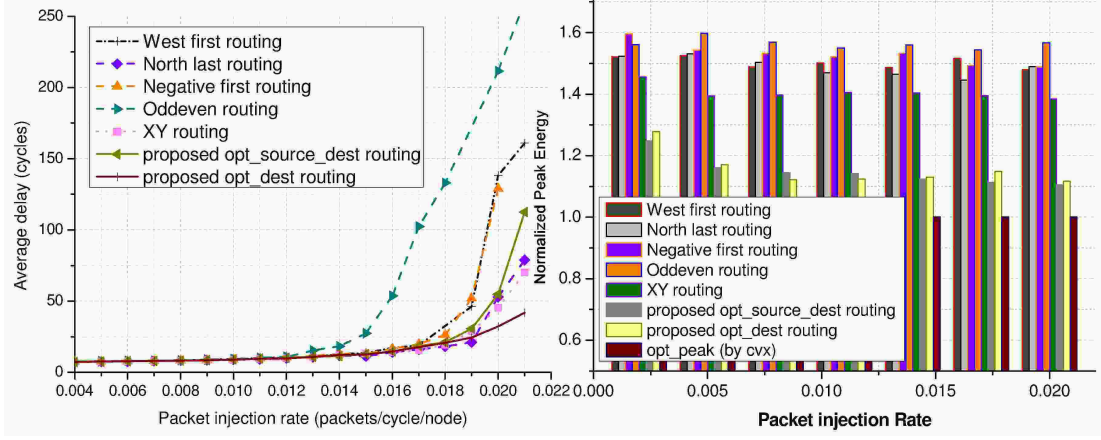 250
200
150
100
50
0
Average delay (cycles)
West first routing
North last routing
Negative first routing
Oddeven routing
XY routing
proposed opt_source_dest routing
proposed opt_dest routing
0.004 0.006 0.008 0.010 0.012 0.014 0.016 0.018 0.020 0.022
Packet injection rate (packets/cycle/node)
1.6
1.4
1.2
1.0
0.8
0.6
Normalized Peak Energy
West first routing
North last routing
Negative first routing
Oddeven routing
XY routing
proposed opt_source_dest routing
proposed opt_dest routing
opt_peak (by cvx)
0.000 0.005 0.010 0.015 0.020
Packet injection Rate